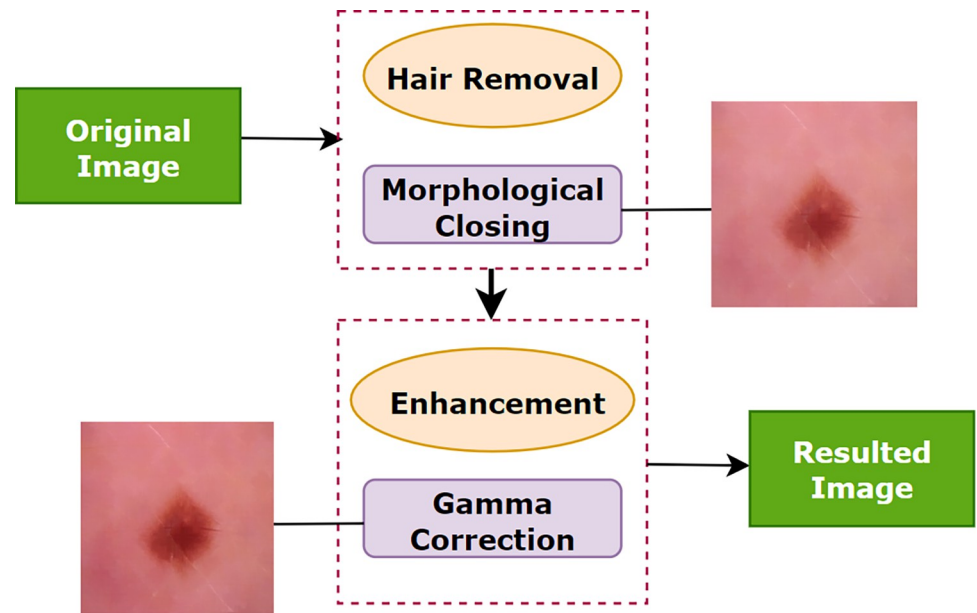 Original
Image
Hair Removal
Morphological
Closing
Enhancement
Gamma
Correction
Resulted
Image